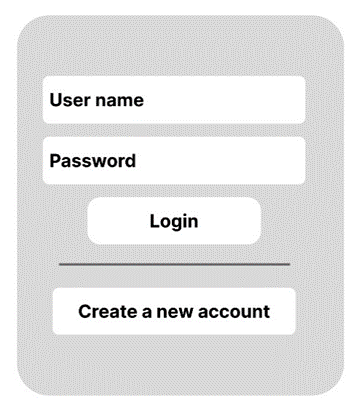 User name
Password
Login
Create a new account